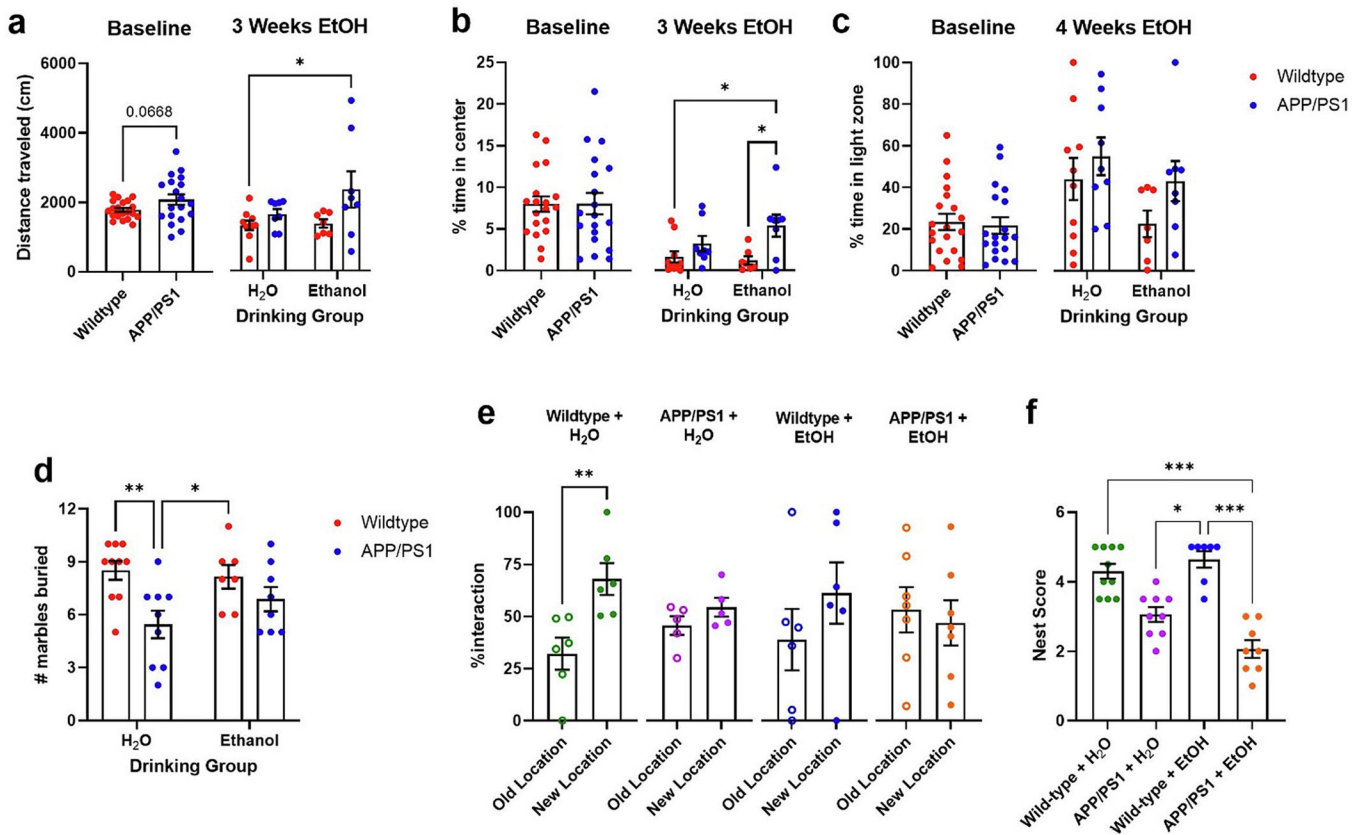 a
Baseline
3 Weeks EtOH
Distance traveled (cm)
6000
4000
2000
0
0.0668
*
Wildtype
APP/PS1
H₂O
Ethanol
Drinking Group
b
Baseline
3 Weeks EtOH
% time in center
25
20
15
10
5
0
*
*
Wildtype
APP/PS1
H₂O
Ethanol
Drinking Group
c
Baseline
4 Weeks EtOH
% time in light zone
100
80
60
40
20
0
Wildtype
APP/PS1
H₂O
Ethanol
Drinking Group
Wildtype
APP/PS1
d
# marbles buried
12
9
6
3
0
**
*
H₂O
Ethanol
Drinking Group
Wildtype
APP/PS1
e
Wildtype +
H₂O
APP/PS1 +
H₂O
Wildtype +
EtOH
APP/PS1 +
EtOH
%interaction
100
75
50
25
0
**
Old Location
New Location
Old Location
New Location
Old Location
New Location
Old Location
New Location
f
Nest Score
6
4
2
0
***
*
***
Wild-type + H₂O
APP/PS1 + H₂O
Wild-type + EtOH
APP/PS1 + EtOH